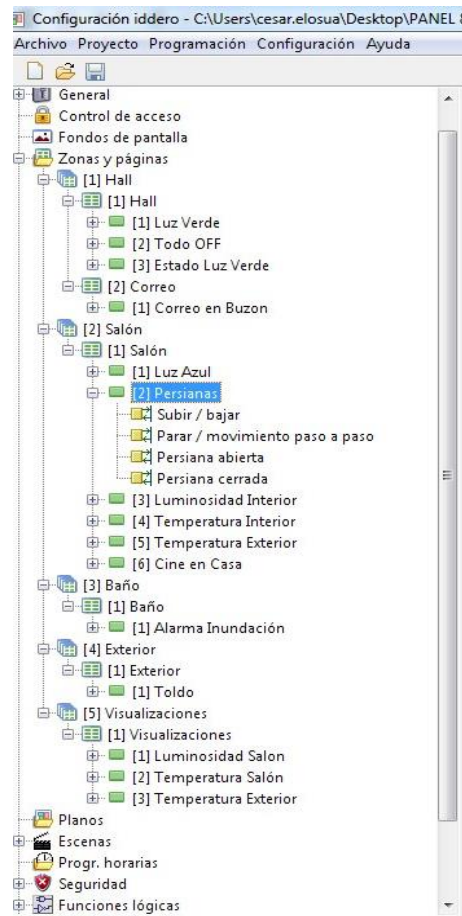 Configuración iddero - C:\Users\cesar.elosua\Desktop\PANEL &
Archivo Proyecto Programación Configuración Ayuda
General
Control de acceso
Fondos de pantalla
Zonas y páginas
[1] Hall
[1] Hall
[1] Luz Verde
[2] Todo OFF
[3] Estado Luz Verde
[2] Correo
[1] Correo en Buzon
[2] Salón
[1] Salón
[1] Luz Azul
[2] Persianas
Subir / bajar
Parar / movimiento paso a paso
Persiana abierta
Persiana cerrada
[3] Luminosidad Interior
[4] Temperatura Interior
[5] Temperatura Exterior
[6] Cine en Casa
[3] Baño
[1] Baño
[1] Alarma Inundación
[4] Exterior
[1] Exterior
[1] Toldo
[5] Visualizaciones
[1] Visualizaciones
[1] Luminosidad Salon
[2] Temperatura Salón
[3] Temperatura Exterior
Planos
Escenas
Progr. horarias
Seguridad
Funciones lógicas